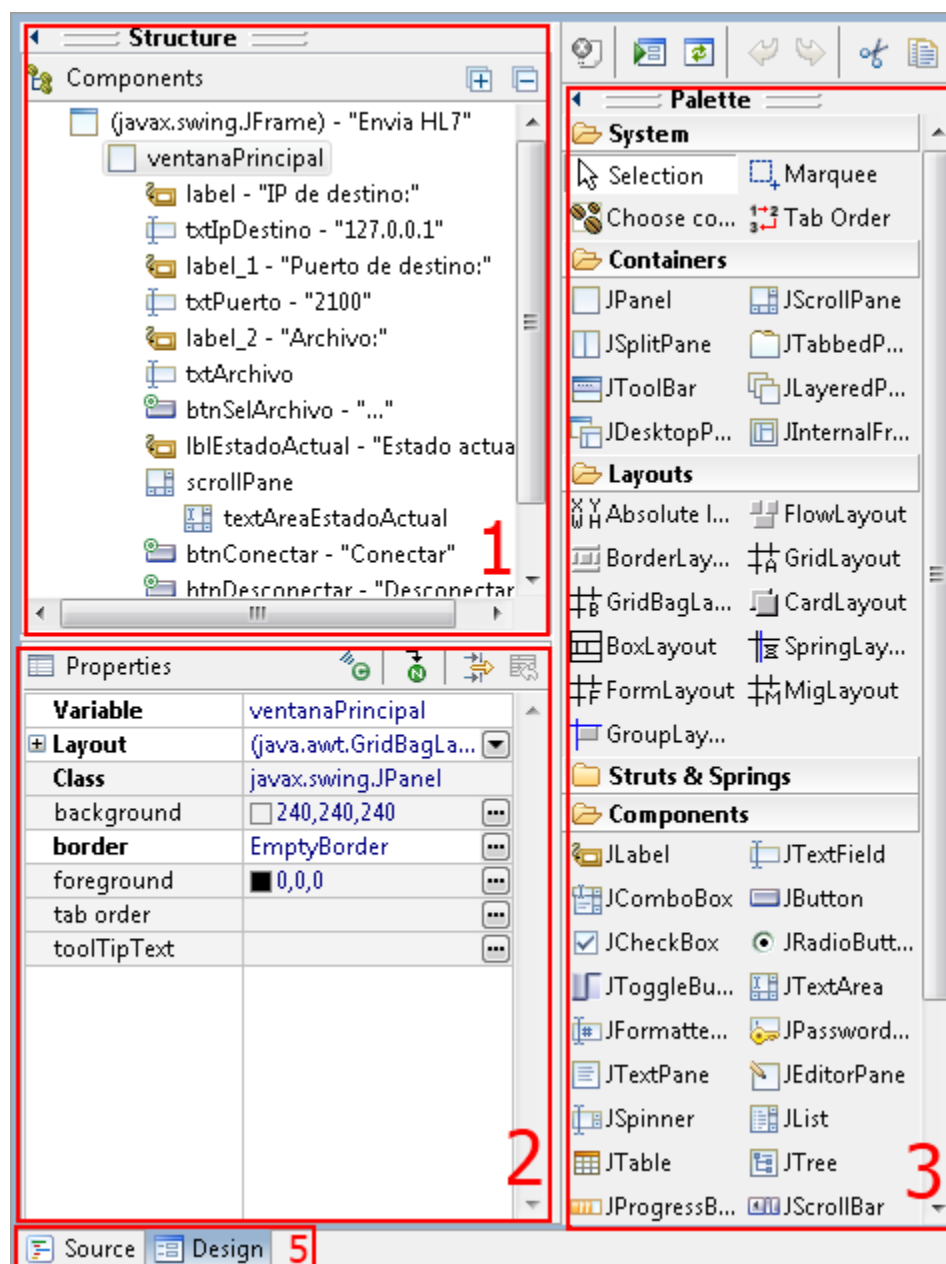 Structure
Components
(javax.swing.JFrame) - "Envia HL7"
ventanaPrincipal
label - "IP de destino:"
txtIpDestino - "127.0.0.1"
label_1 - "Puerto de destino:"
txtPuerto - "2100"
label_2 - "Archivo:"
txtArchivo
btnSelArchivo - "..."
lblEstadoActual - "Estado actua
scrollPane
textAreaEstadoActual
btnConectar - "Conectar"
btnDesconectar - "Desconectar
1
Properties
Variable ventanaPrincipal
Layout (java.awt.GridBagLa...
Class javax.swing.JPanel
background 240,240,240
border EmptyBorder
foreground 0,0,0
tab order
toolTipText
2
Source Design 5
Palette
System
Selection Marquee
Choose co... Tab Order
Containers
JPanel JScrollPane
JSplitPane JTabbedP...
JToolBar JLayeredP...
JDesktopP... JInternalFr...
Layouts
Absolute l... FlowLayout
BorderLay... GridLayout
GridBagLa... CardLayout
BoxLayout SpringLay...
FormLayout MigLayout
GroupLay...
Struts & Springs
Components
JLabel JTextField
JComboBox JButton
JCheckBox JRadioButt...
JToggleBu... JTextArea
JFormatte... JPassword...
JTextPane JEditorPane
JSpinner JList
JTable JTree
JProgressB... JScrollBar
3